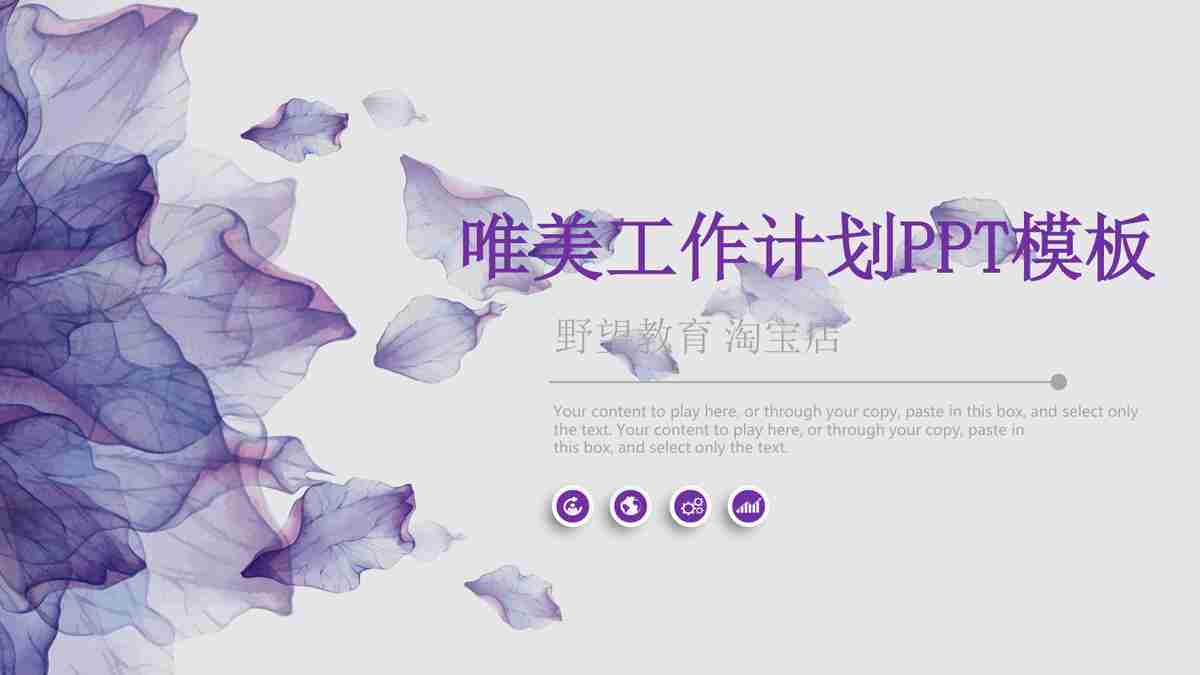 唯美工作计划PPT模板
野望教育 淘宝店
Your content to play here, or through your copy, paste in this box, and select only
the text. Your content to play here, or through your copy, paste in
this box, and select only the text.